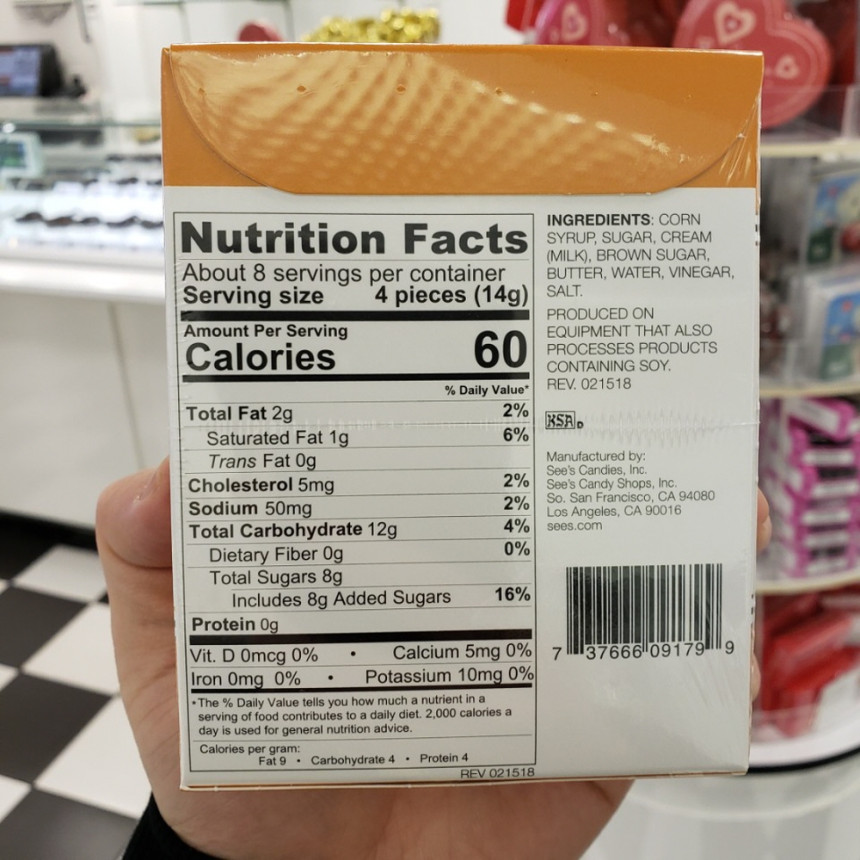 Nutrition Facts
About 8 servings per container
Serving size 4 pieces (14g)
Amount Per Serving
Calories 60
% Daily Value*
Total Fat 2g 2%
Saturated Fat 1g 6%
Trans Fat 0g
Cholesterol 5mg 2%
Sodium 50mg 2%
Total Carbohydrate 12g 4%
Dietary Fiber 0g 0%
Total Sugars 8g
Includes 8g Added Sugars 16%
Protein 0g
Vit. D 0mcg 0% • Calcium 5mg 0%
Iron 0mg 0% • Potassium 10mg 0%
*The % Daily Value tells you how much a nutrient in a
serving of food contributes to a daily diet. 2,000 calories a
day is used for general nutrition advice.
Calories per gram:
Fat 9 • Carbohydrate 4 • Protein 4
REV 021518
INGREDIENTS: CORN
SYRUP, SUGAR, CREAM
(MILK), BROWN SUGAR,
BUTTER, WATER, VINEGAR,
SALT.
PRODUCED ON
EQUIPMENT THAT ALSO
PROCESSES PRODUCTS
CONTAINING SOY.
REV. 021518
KSA D
Manufactured by:
See's Candies, Inc.
See's Candy Shops, Inc.
So. San Francisco, CA 94080
Los Angeles, CA 90016
sees.com
7 37666 09179 9